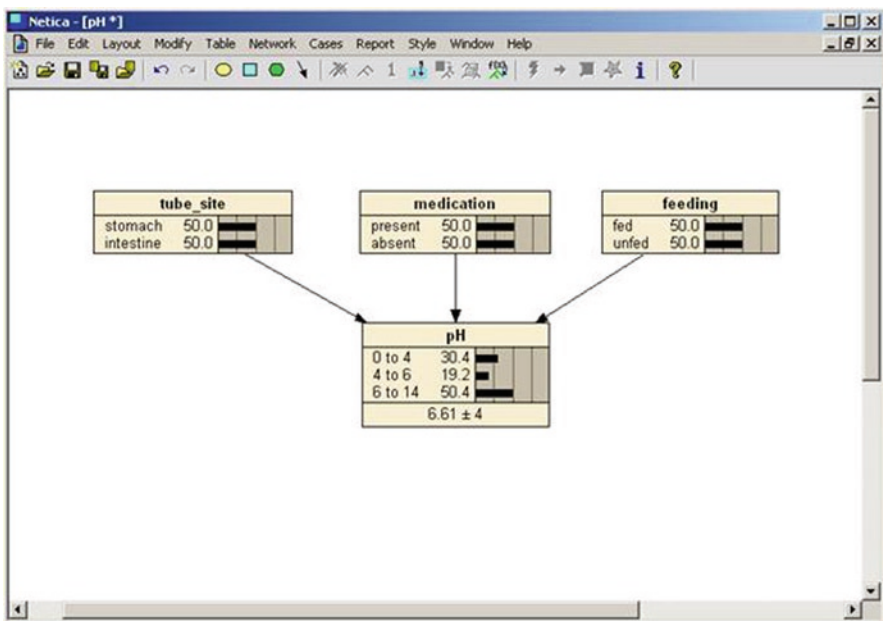 Netica - [pH *]
File Edit Layout Modify Table Network Cases Report Style Window Help
1 f(x) i ?
tube_site
stomach 50.0
intestine 50.0
medication
present 50.0
absent 50.0
feeding
fed 50.0
unfed 50.0
pH
0 to 4 30.4
4 to 6 19.2
6 to 14 50.4
6.61 ± 4